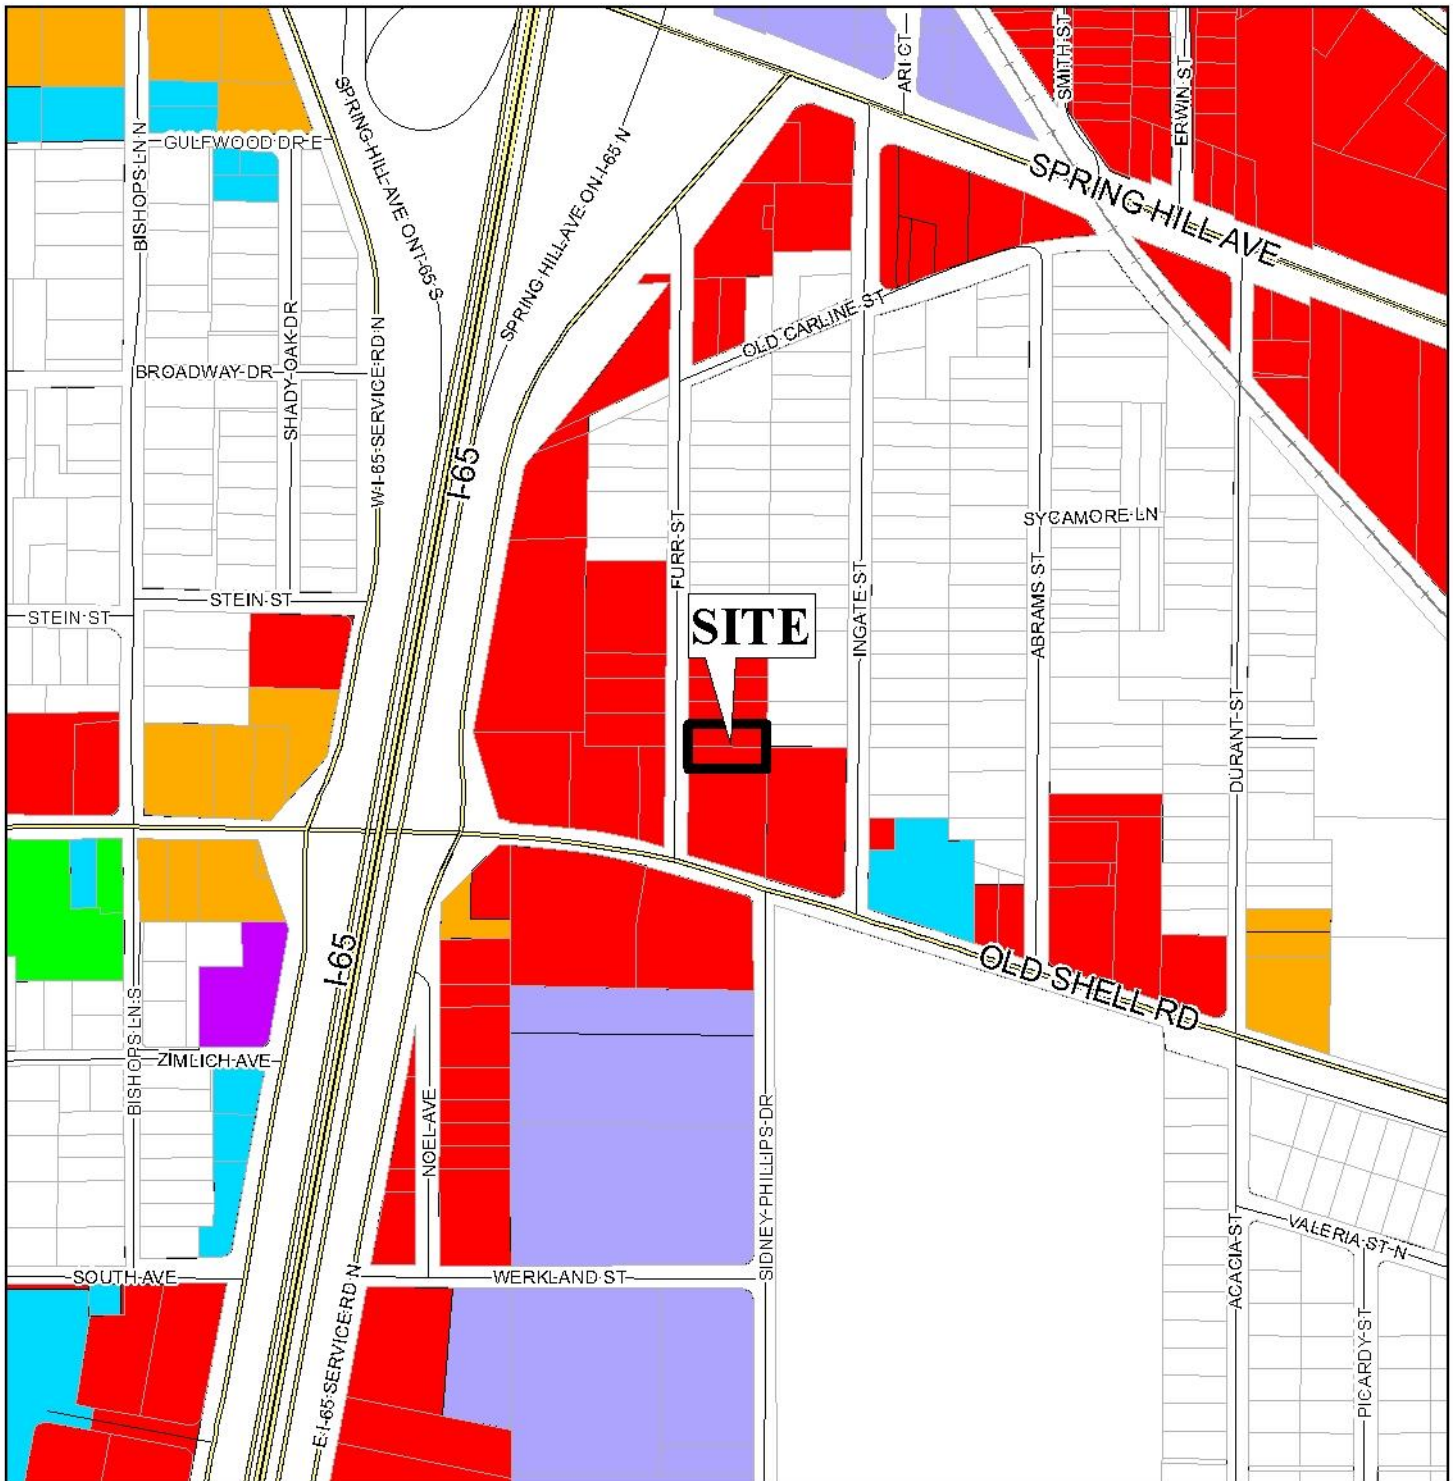 ARI CT
SMITH ST
ERWIN ST
BISHOPS LN N
GULFWOOD DR E
SPRING HILL AVE ONT I-65 S
SPRING HILL AVE ON I-65 N
SPRING HILL AVE
SHADY OAK DR
BROADWAY DR
W I-65 SERVICE RD N
OLD CARLINE ST
I-65
FURR ST
SYCAMORE LN
INGATE ST
ABRAMS ST
STEIN ST
STEIN ST
SITE
DURANT ST
I-65
OLD SHELL RD
BISHOPS LN S
ZIMLICH AVE
NOEL AVE
SIDNEY PHILLIPS DR
ACACIA ST
VALERIA ST N
SOUTH AVE
WERKLAND ST
E I-65 SERVICE RD N
PICARDY ST